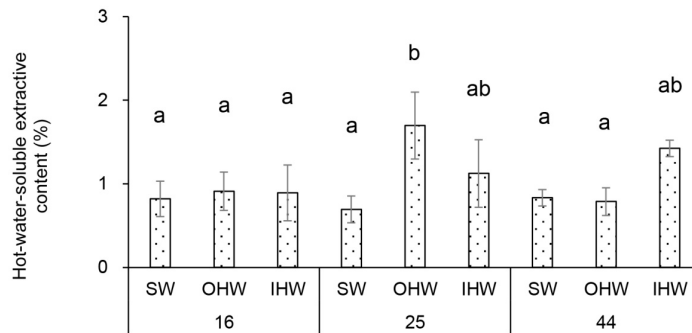 Hot-water-soluble extractive
content (%)
3
2
1
0
a
a
a
a
b
ab
a
a
ab
SW OHW IHW SW OHW IHW SW OHW IHW
16 25 44